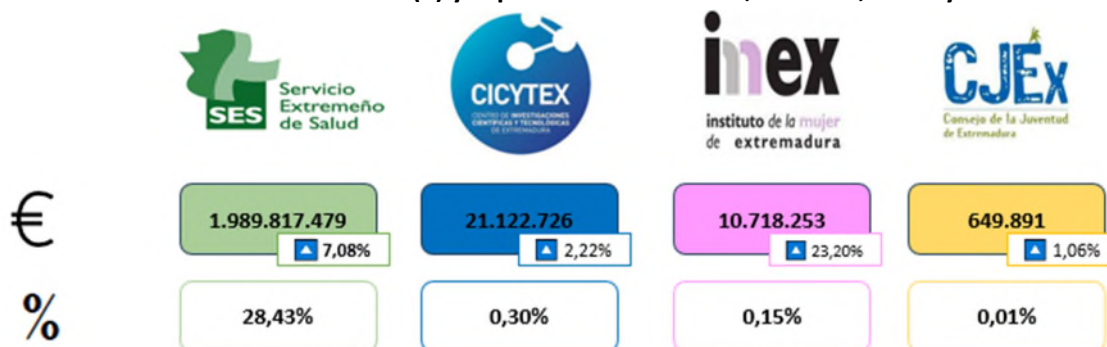 SES
Servicio
Extremeño
de Salud
CICYTEX
CENTRO DE INVESTIGACIONES
CIENTÍFICAS Y TECNOLÓGICAS
DE EXTREMADURA
imex
instituto de la mujer
de extremadura
CJEx
Consejo de la Juventud
de Extremadura
€
1.989.817.479
7,08%
21.122.726
2,22%
10.718.253
23,20%
649.891
1,06%
%
28,43%
0,30%
0,15%
0,01%